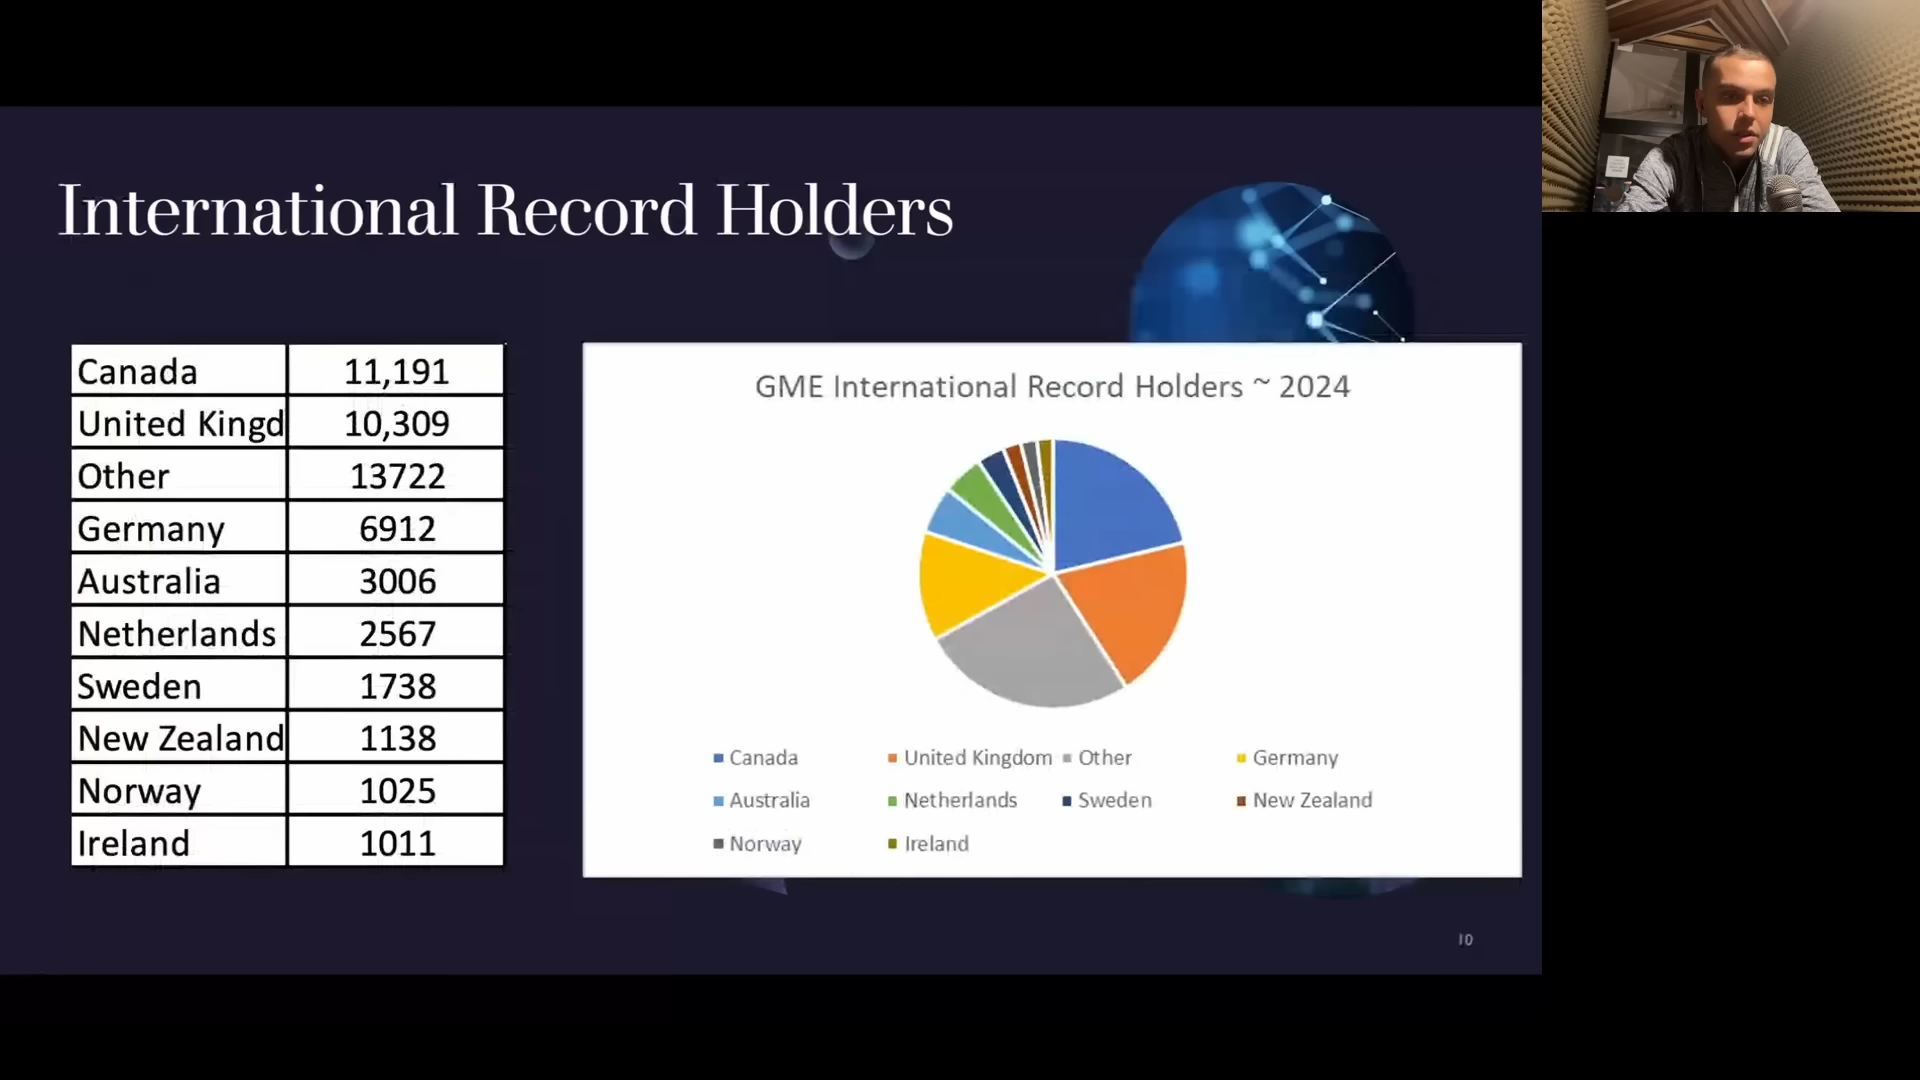 International Record Holders
Canada 11,191
United Kingd 10,309
Other 13722
Germany 6912
Australia 3006
Netherlands 2567
Sweden 1738
New Zealand 1138
Norway 1025
Ireland 1011
GME International Record Holders ~ 2024
Canada United Kingdom Other Germany
Australia Netherlands Sweden New Zealand
Norway Ireland
10